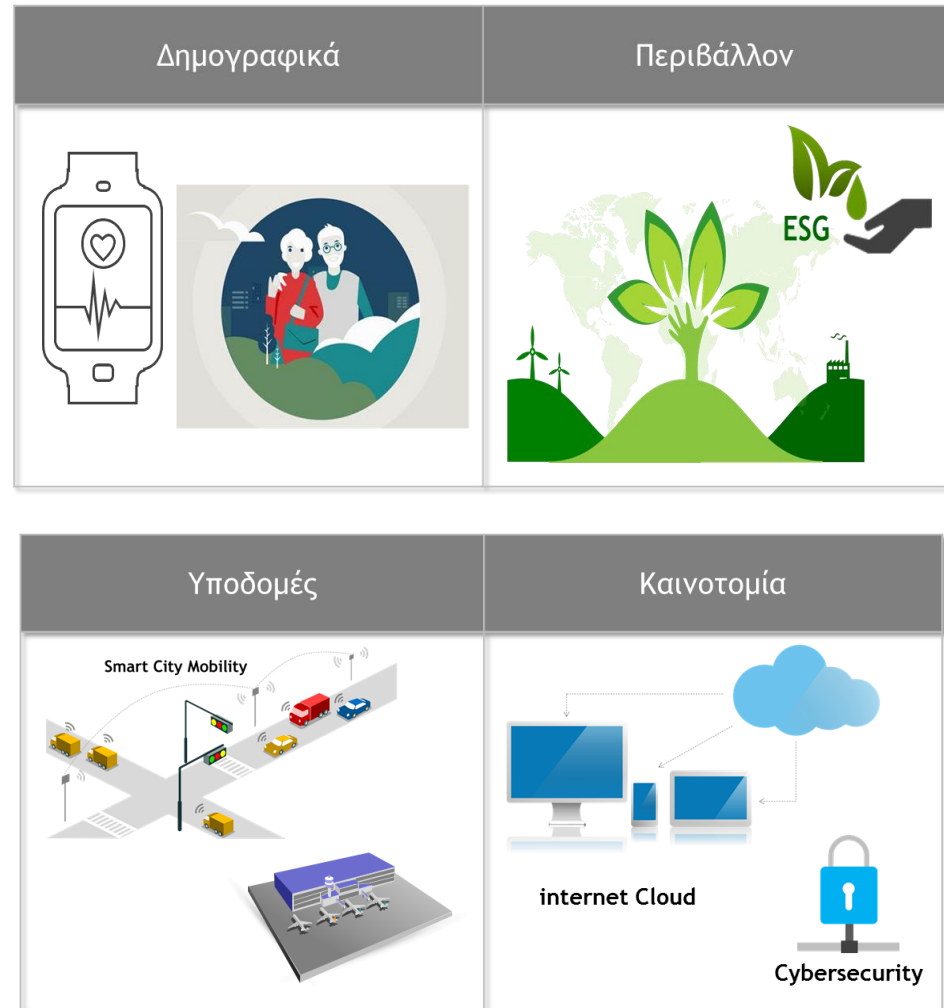 Δημογραφικά
Περιβάλλον
ESG
Υποδομές
Καινοτομία
Smart City Mobility
internet Cloud
Cybersecurity